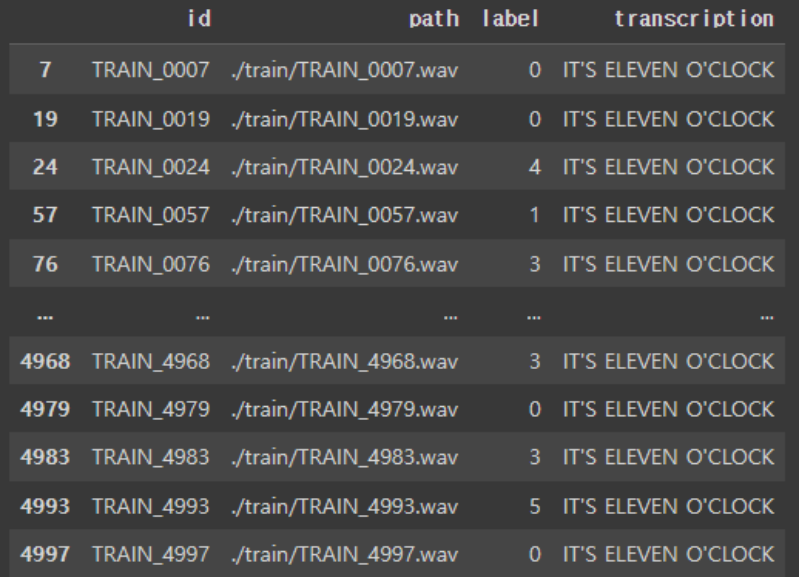 id path label transcription
7 TRAIN_0007 ./train/TRAIN_0007.wav 0 IT'S ELEVEN O'CLOCK
19 TRAIN_0019 ./train/TRAIN_0019.wav 0 IT'S ELEVEN O'CLOCK
24 TRAIN_0024 ./train/TRAIN_0024.wav 4 IT'S ELEVEN O'CLOCK
57 TRAIN_0057 ./train/TRAIN_0057.wav 1 IT'S ELEVEN O'CLOCK
76 TRAIN_0076 ./train/TRAIN_0076.wav 3 IT'S ELEVEN O'CLOCK
... ... ... ... ...
4968 TRAIN_4968 ./train/TRAIN_4968.wav 3 IT'S ELEVEN O'CLOCK
4979 TRAIN_4979 ./train/TRAIN_4979.wav 0 IT'S ELEVEN O'CLOCK
4983 TRAIN_4983 ./train/TRAIN_4983.wav 3 IT'S ELEVEN O'CLOCK
4993 TRAIN_4993 ./train/TRAIN_4993.wav 5 IT'S ELEVEN O'CLOCK
4997 TRAIN_4997 ./train/TRAIN_4997.wav 0 IT'S ELEVEN O'CLOCK